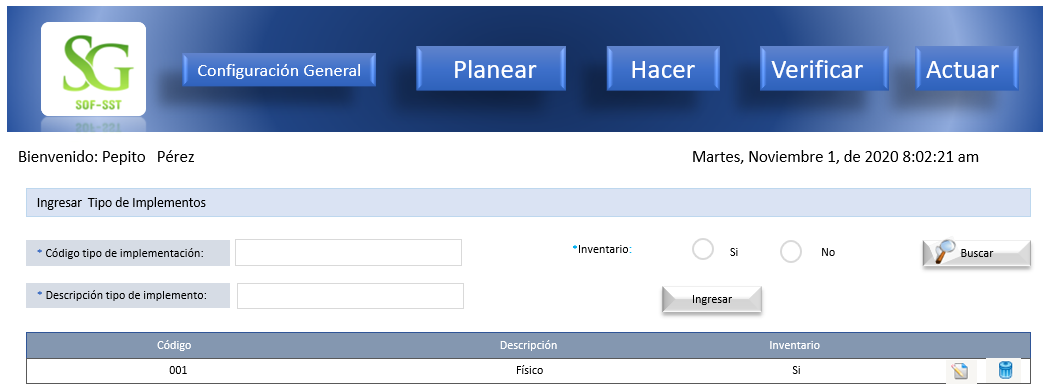 SG
SOF-SST
Configuración General
Planear
Hacer
Verificar
Actuar
Bienvenido: Pepito Pérez
Martes, Noviembre 1, de 2020 8:02:21 am
Ingresar Tipo de Implementos
* Código tipo de implementación:
*Inventario:
Si
No
Buscar
* Descripción tipo de implemento:
Ingresar
Código Descripción Inventario
001 Físico Si